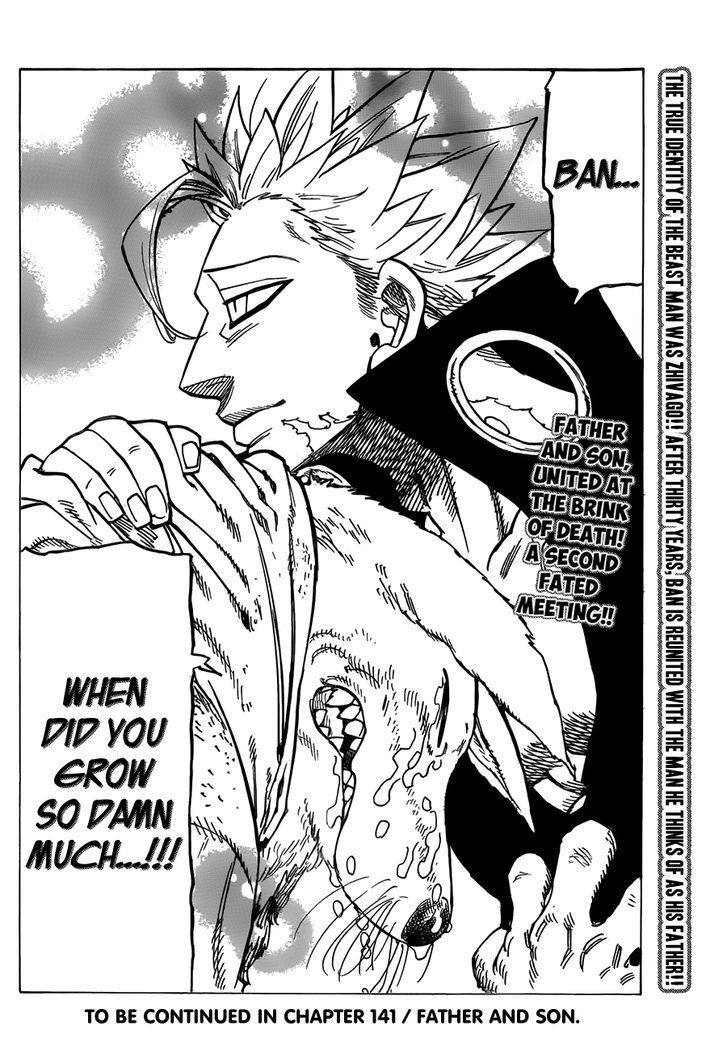 BAN...
THE TRUE IDENTITY OF THE BEAST MAN WAS ZHIVAGO!! AFTER THIRTY YEARS, BAN IS REUNITED WITH THE MAN HE THINKS OF AS HIS FATHER!!
FATHER
AND SON,
UNITED AT
THE BRINK
OF DEATH!
A SECOND
FATED
MEETING!!
WHEN
DID YOU
GROW
SO DAMN
MUCH...!!!
TO BE CONTINUED IN CHAPTER 141 / FATHER AND SON.